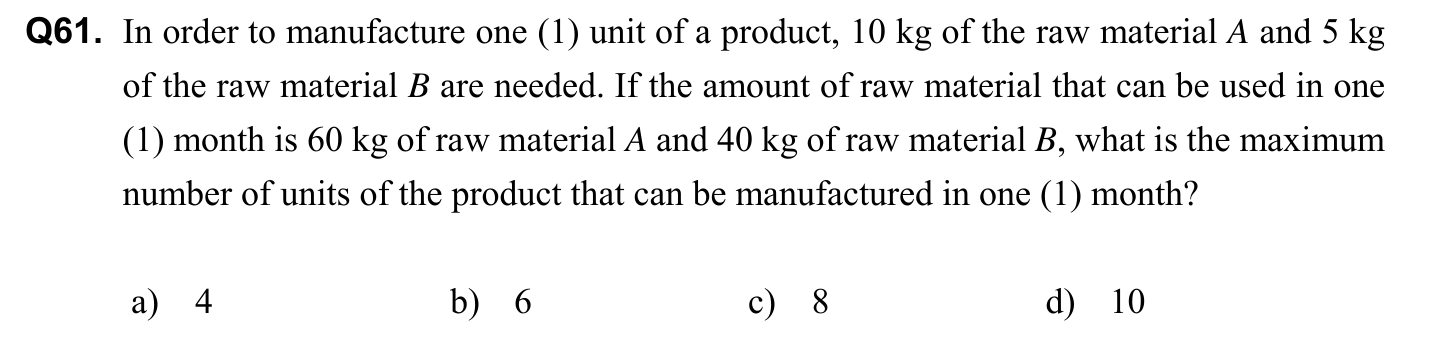 Q61. In order to manufacture one (1) unit of a product, 10 kg of the raw material A and 5 kg
of the raw material B are needed. If the amount of raw material that can be used in one
(1) month is 60 kg of raw material A and 40 kg of raw material B, what is the maximum
number of units of the product that can be manufactured in one (1) month?
a) 4 b) 6 c) 8 d) 10